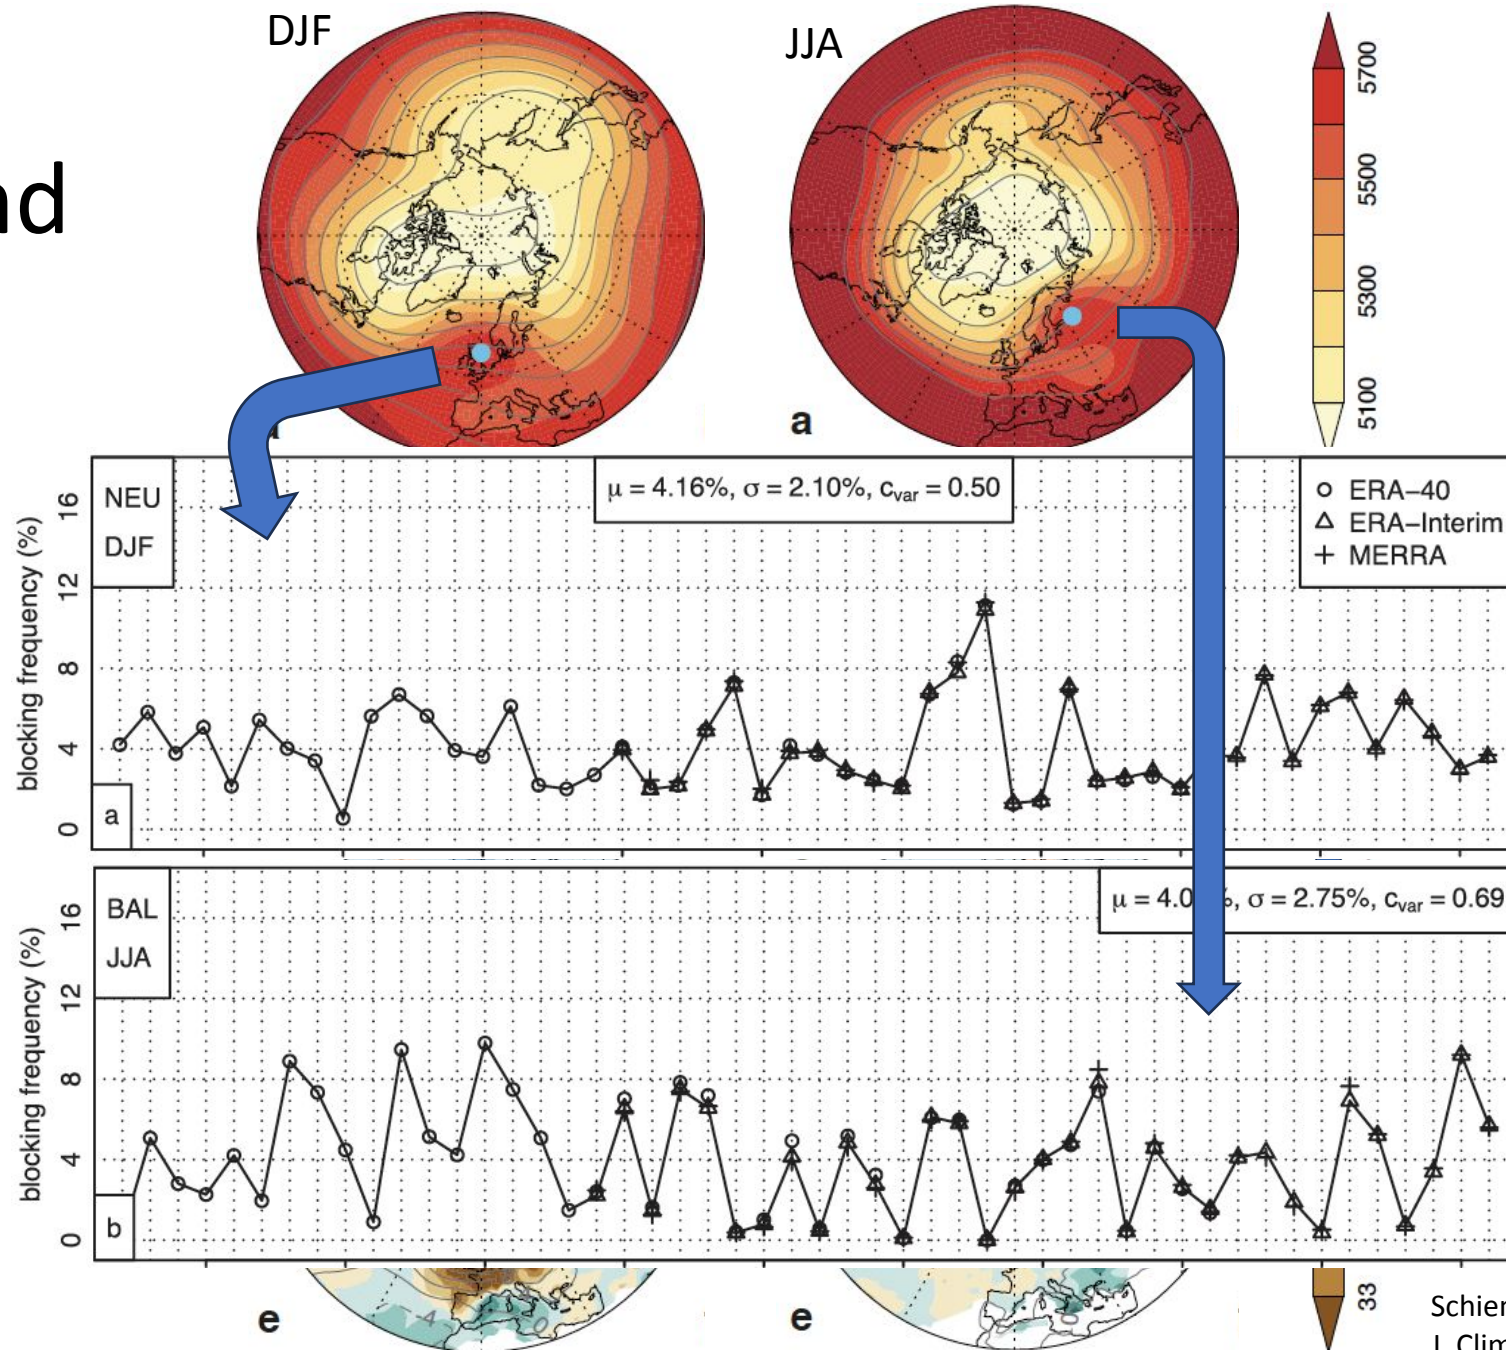 DJF
JJA
nd
5700
5500
5300
5100
a
NEU
DJF
μ = 4.16%, σ = 2.10%, cvar = 0.50
ERA−40
ERA−Interim
MERRA
blocking frequency (%)
16
12
8
4
0
a
BAL
JJA
σ = 2.75%, cvar = 0.69
blocking frequency (%)
16
12
8
4
0
b
e
-4
0
e
0
33
J. Clim